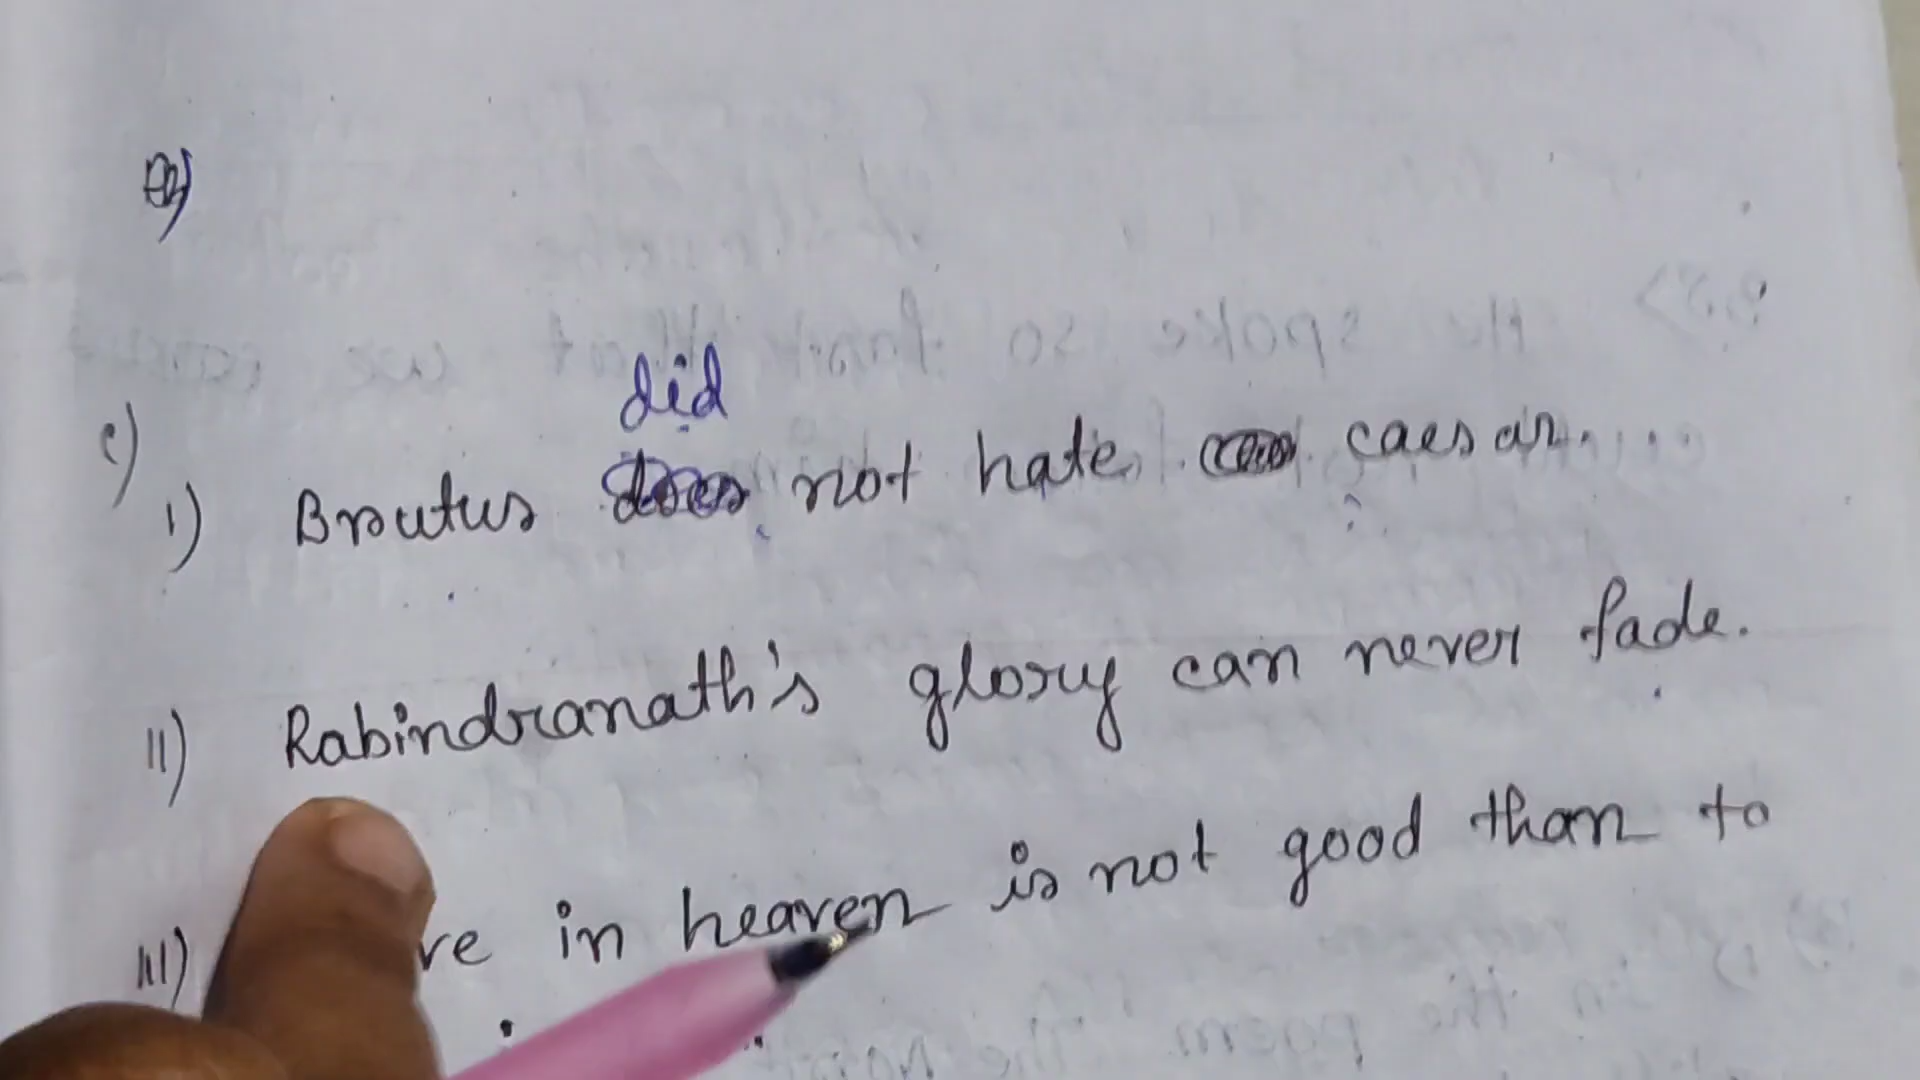 c)
did
i) Brutus not hate caesar.
ii) Rabindranath's glory can never fade.
iii) in heaven is not good than to